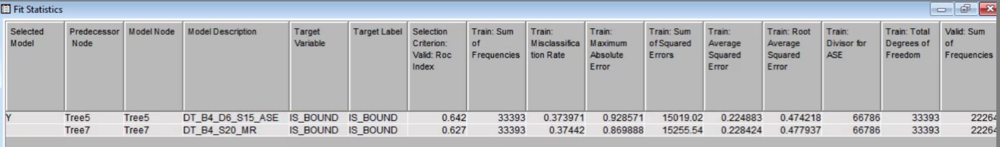 Fit Statistics
Selected Model Predecessor Node Model Node Model Description Target Variable Target Label Selection Criterion: Valid: Roc Index Train: Sum of Frequencies Train: Misclassifica tion Rate Train: Maximum Absolute Error Train: Sum of Squared Errors Train: Average Squared Error Train: Root Average Squared Error Train: Divisor for ASE Train: Total Degrees of Freedom Valid: Sum of Frequencies
Y Tree5 Tree5 DT_B4_D6_S15_ASE IS_BOUND IS_BOUND 0.642 33393 0.373971 0.928571 15019.02 0.224883 0.474218 66786 33393 22264
Tree7 Tree7 DT_B4_S20_MR IS_BOUND IS_BOUND 0.627 33393 0.37442 0.869888 15255.54 0.228424 0.477937 66786 33393 22264